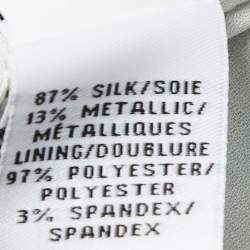 87% SILK/SOIE
13% METALLIC/
MÉTALLIQUES
LINING/DOUBLURE
97% POLYESTER/
POLYESTER
3% SPANDEX/
SPANDEX